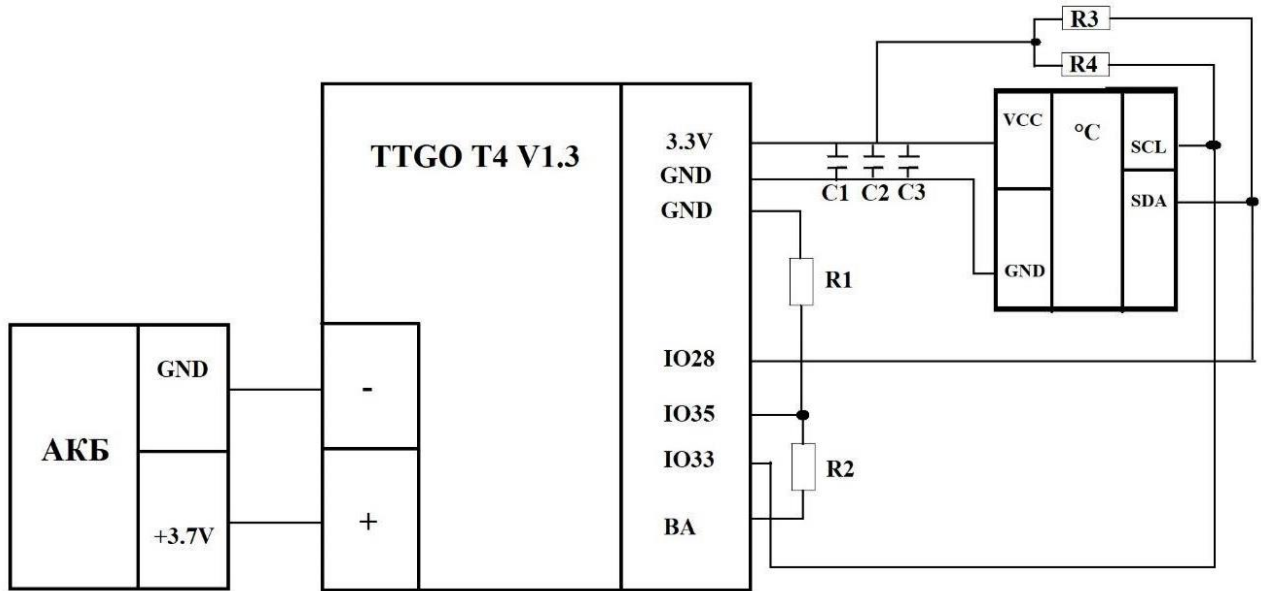 R3
R4
TTGO T4 V1.3
3.3V
GND
GND
C1 C2 C3
VCC
°C
SCL
SDA
GND
R1
IO28
IO35
IO33
BA
R2
АКБ
GND
+3.7V
-
+